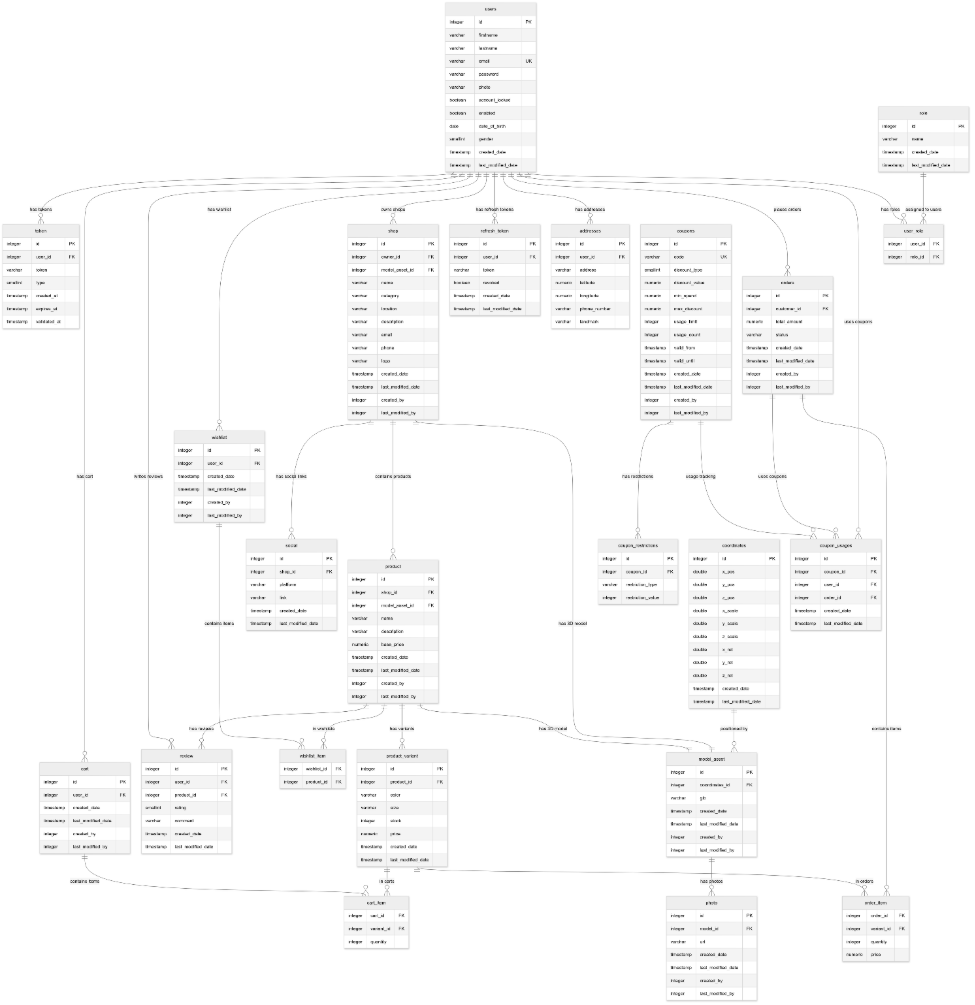 users
integer id PK
varchar firstname
varchar lastname
varchar email UK
varchar password
varchar photo
boolean account_locked
boolean enabled
date date_of_birth
smallint gender
timestamp created_date
timestamp last_modified_date
role
integer id PK
varchar name
timestamp created_date
timestamp last_modified_date
has tokens
has wishlist
owns shops
has refresh tokens
has addresses
places orders
has roles
assigned to users
token
integer id PK
integer user_id FK
varchar token
smallint type
timestamp created_at
timestamp expires_at
timestamp validated_at
shop
integer id PK
integer owner_id FK
integer model_asset_id FK
varchar name
varchar category
varchar location
varchar description
varchar email
varchar phone
varchar logo
timestamp created_date
timestamp last_modified_date
integer created_by
integer last_modified_by
refresh_token
integer id PK
integer user_id FK
varchar token
boolean revoked
timestamp created_date
timestamp last_modified_date
addresses
integer id PK
integer user_id FK
varchar address
numeric latitude
numeric longitude
varchar phone_number
varchar landmark
coupons
integer id PK
varchar code UK
smallint discount_type
numeric discount_value
numeric min_spend
numeric max_discount
integer usage_limit
integer usage_count
timestamp valid_from
timestamp valid_until
timestamp created_date
timestamp last_modified_date
integer created_by
integer last_modified_by
user_role
integer user_id FK
integer role_id FK
orders
integer id PK
integer customer_id FK
numeric total_amount
varchar status
timestamp created_date
timestamp last_modified_date
integer created_by
integer last_modified_by
uses coupons
wishlist
integer id PK
integer user_id FK
timestamp created_date
timestamp last_modified_date
integer created_by
integer last_modified_by
has cart
writes reviews
has social links
contains products
has restrictions
usage tracking
uses coupons
social
integer id PK
integer shop_id FK
varchar platform
varchar link
timestamp created_date
timestamp last_modified_date
product
integer id PK
integer shop_id FK
integer model_asset_id FK
varchar name
varchar description
numeric base_price
timestamp created_date
timestamp last_modified_date
integer created_by
integer last_modified_by
coupon_restrictions
integer id PK
integer coupon_id FK
varchar restriction_type
integer restriction_value
coordinates
integer id PK
double x_pos
double y_pos
double z_pos
double x_scale
double y_scale
double z_scale
double x_rot
double y_rot
double z_rot
timestamp created_date
timestamp last_modified_date
coupon_usages
integer id PK
integer coupon_id FK
integer user_id FK
integer order_id FK
timestamp created_date
timestamp last_modified_date
contains items
has 3D model
has reviews
in wishlists
has variants
has 3D model
positioned by
contains items
cart
integer id PK
integer user_id FK
timestamp created_date
timestamp last_modified_date
integer created_by
integer last_modified_by
review
integer id PK
integer user_id FK
integer product_id FK
smallint rating
varchar comment
timestamp created_date
timestamp last_modified_date
wishlist_item
integer wishlist_id FK
integer product_id FK
product_variant
integer id PK
integer product_id FK
varchar color
varchar size
integer stock
numeric price
timestamp created_date
timestamp last_modified_date
model_asset
integer id PK
integer coordinates_id FK
varchar glb
timestamp created_date
timestamp last_modified_date
integer created_by
integer last_modified_by
contains items
in carts
has photos
in orders
cart_item
integer cart_id FK
integer variant_id FK
integer quantity
photo
integer id PK
integer model_id FK
varchar url
timestamp created_date
timestamp last_modified_date
integer created_by
integer last_modified_by
order_item
integer order_id FK
integer variant_id FK
integer quantity
numeric price